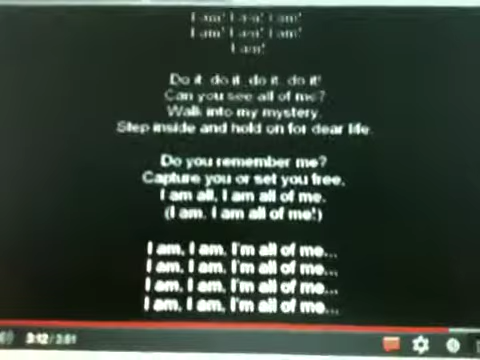 I am! I am! I am!
I am! I am! I am!
I am!
Do it, do it, do it, do it!
Can you see all of me?
Walk into my mystery.
Step inside and hold on for dear life.
Do you remember me?
Capture you or set you free.
I am all, I am all of me.
(I am, I am all of me!)
I am, I am, I'm all of me...
I am, I am, I'm all of me...
I am, I am, I'm all of me...
I am, I am, I'm all of me...
3:12 / 3:51